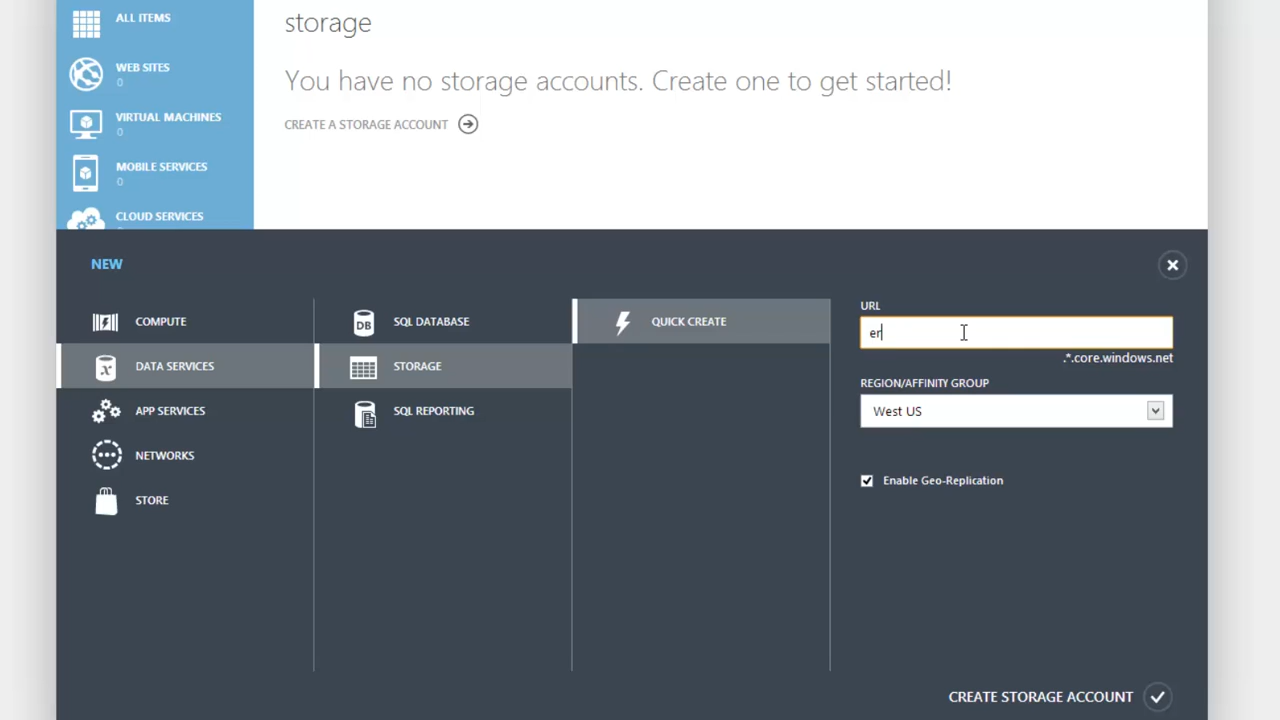 ALL ITEMS
WEB SITES
0
VIRTUAL MACHINES
0
MOBILE SERVICES
0
CLOUD SERVICES
storage
You have no storage accounts. Create one to get started!
CREATE A STORAGE ACCOUNT
NEW
COMPUTE
DATA SERVICES
APP SERVICES
NETWORKS
STORE
DB
SQL DATABASE
STORAGE
SQL REPORTING
QUICK CREATE
URL
er
.*.core.windows.net
REGION/AFFINITY GROUP
West US
Enable Geo-Replication
CREATE STORAGE ACCOUNT